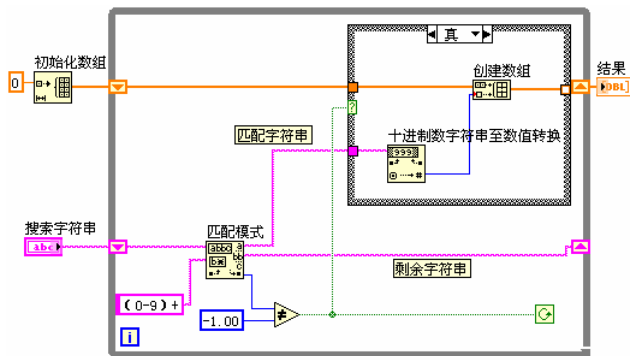 真
初始化数组
0
创建数组
结果
DBL
?
匹配字符串
十进制数字符串至数值转换
999
#
搜索字符串
abc
匹配模式
剩余字符串
(0-9)+
-1.00
≠
i